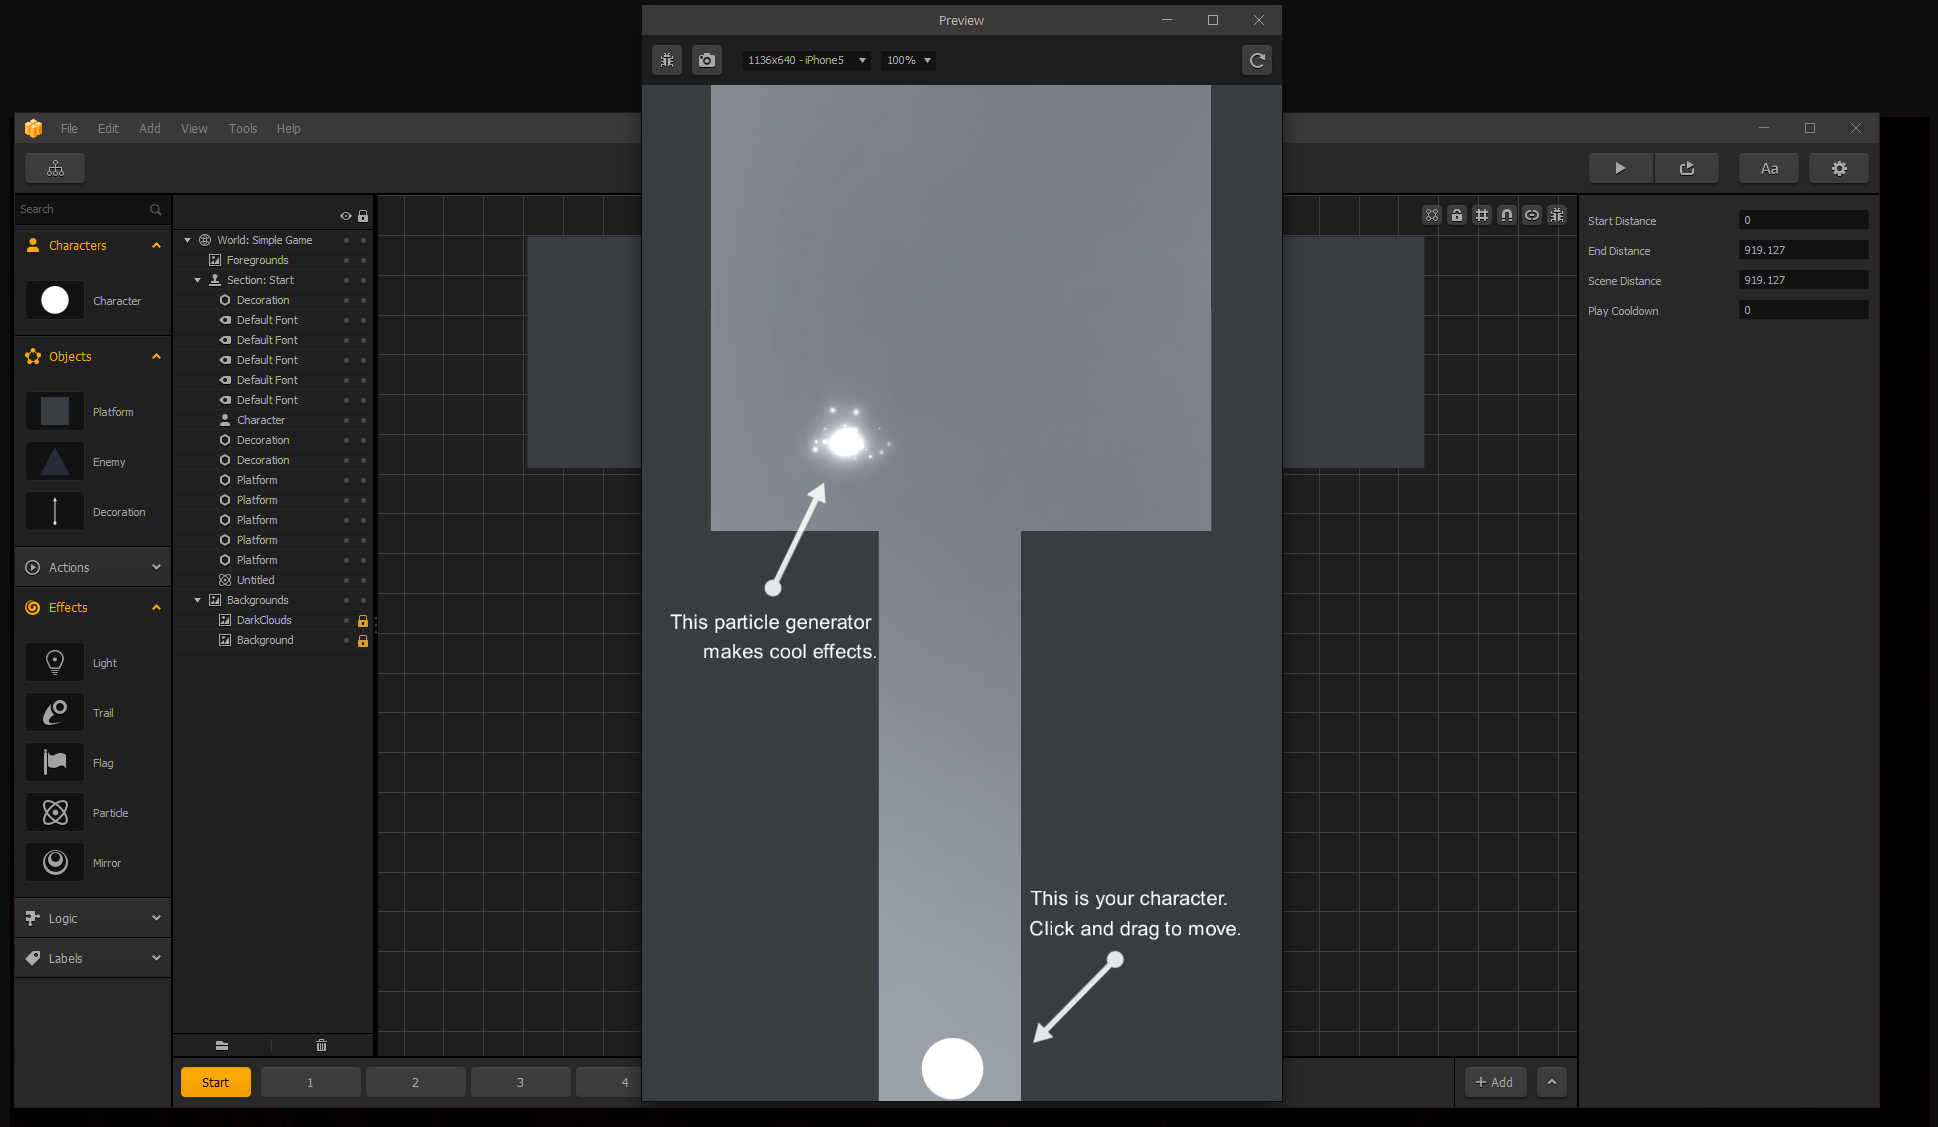 Preview
1136x640 - iPhone5
100%
File Edit Add View Tools Help
Aa
Search
Characters
Character
Objects
Platform
Enemy
Decoration
Actions
Effects
Light
Trail
Flag
Particle
Mirror
Logic
Labels
World: Simple Game
Foregrounds
Section: Start
Decoration
Default Font
Default Font
Default Font
Default Font
Default Font
Character
Decoration
Decoration
Platform
Platform
Platform
Platform
Platform
Untitled
Backgrounds
DarkClouds
Background
This particle generator
makes cool effects.
This is your character.
Click and drag to move.
Start Distance 0
End Distance 919.127
Scene Distance 919.127
Play Cooldown 0
Start 1 2 3 4
+ Add